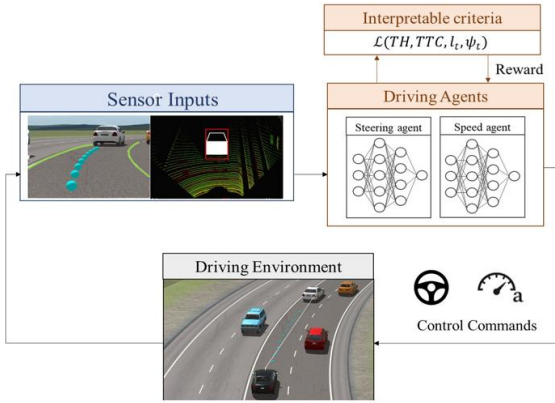 Interpretable criteria
ℒ(TH, TTC, l_t, ψ_t)
Reward
Sensor Inputs
Driving Agents
Steering agent
Speed agent
Driving Environment
a
Control Commands